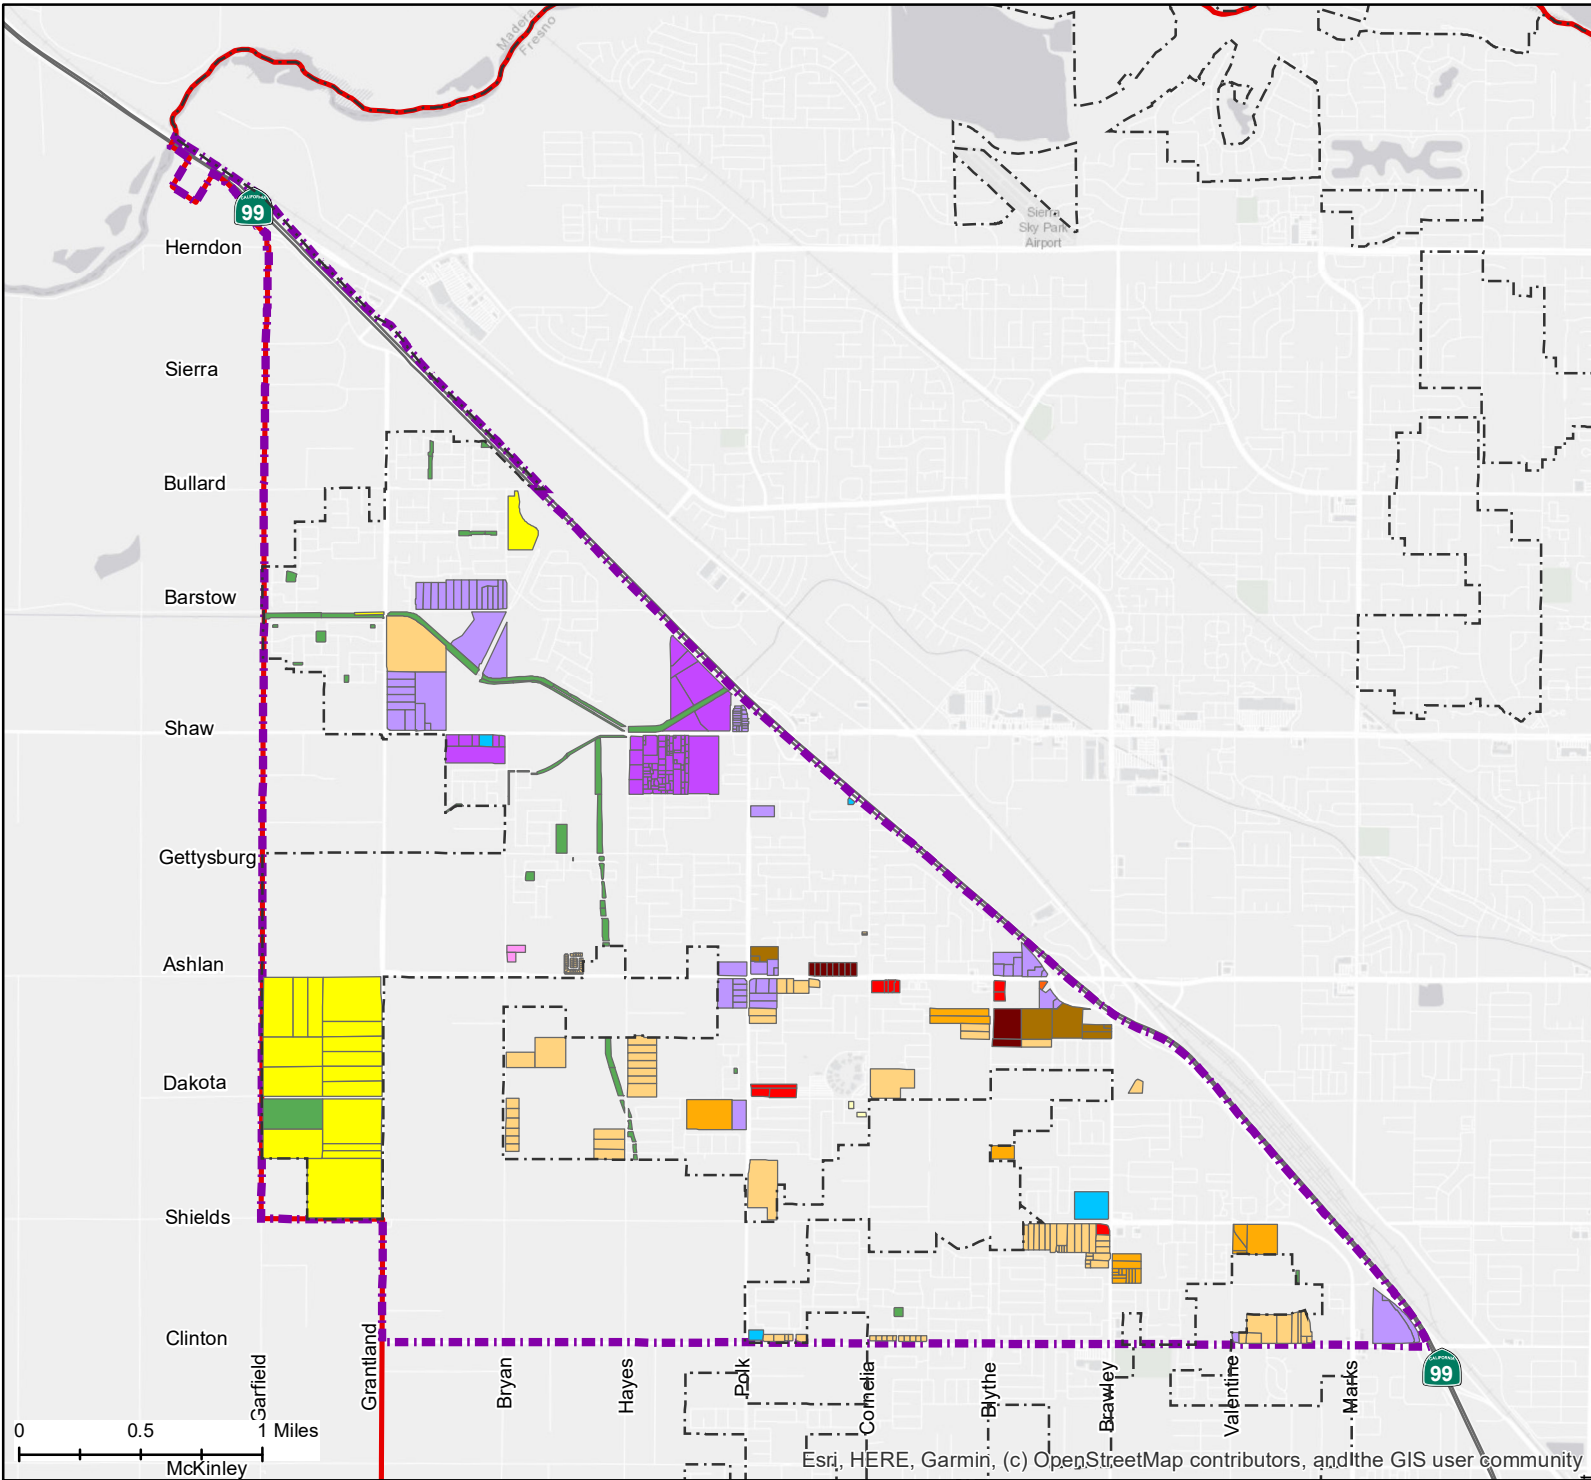 Madera
Fresno
CALIFORNIA
99
Herndon
Sierra
Sky Park
Airport
Sierra
Bullard
Barstow
Shaw
Gettysburg
Ashlan
Dakota
Shields
Clinton
Garfield
Grantland
Bryan
Hayes
Polk
Cornelia
Blythe
Brawley
Valentine
Marks
CALIFORNIA
99
0 0.5 1 Miles
McKinley
Esri, HERE, Garmin, (c) OpenStreetMap contributors, and the GIS user community